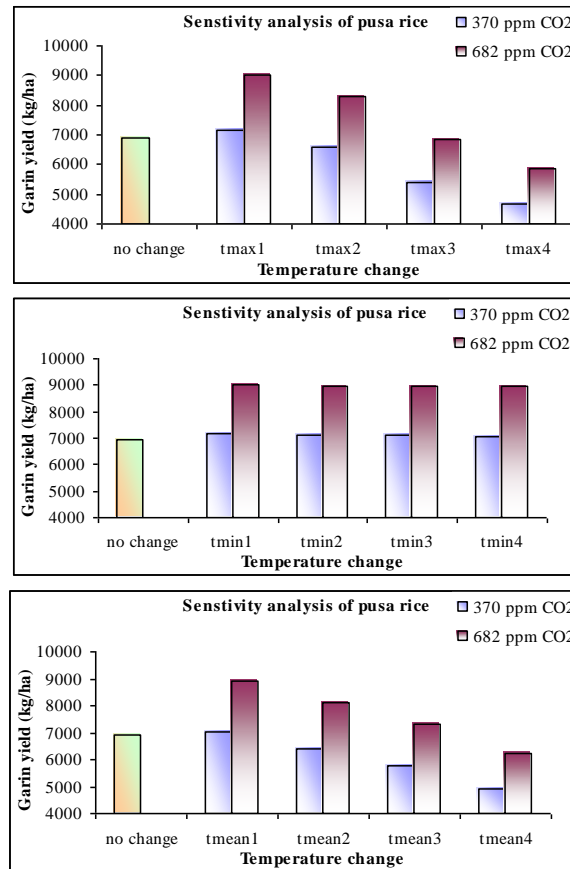 Senstivity analysis of pusa rice
370 ppm CO2
682 ppm CO2
Garin yield (kg/ha)
10000
9000
8000
7000
6000
5000
4000
no change tmax1 tmax2 tmax3 tmax4
Temperature change
Senstivity analysis of pusa rice
370 ppm CO2
682 ppm CO2
Garin yield (kg/ha)
10000
9000
8000
7000
6000
5000
4000
no change tmin1 tmin2 tmin3 tmin4
Temperature change
Senstivity analysis of pusa rice
370 ppm CO2
682 ppm CO2
Garin yield (kg/ha)
10000
9000
8000
7000
6000
5000
4000
no change tmean1 tmean2 tmean3 tmean4
Temperature change